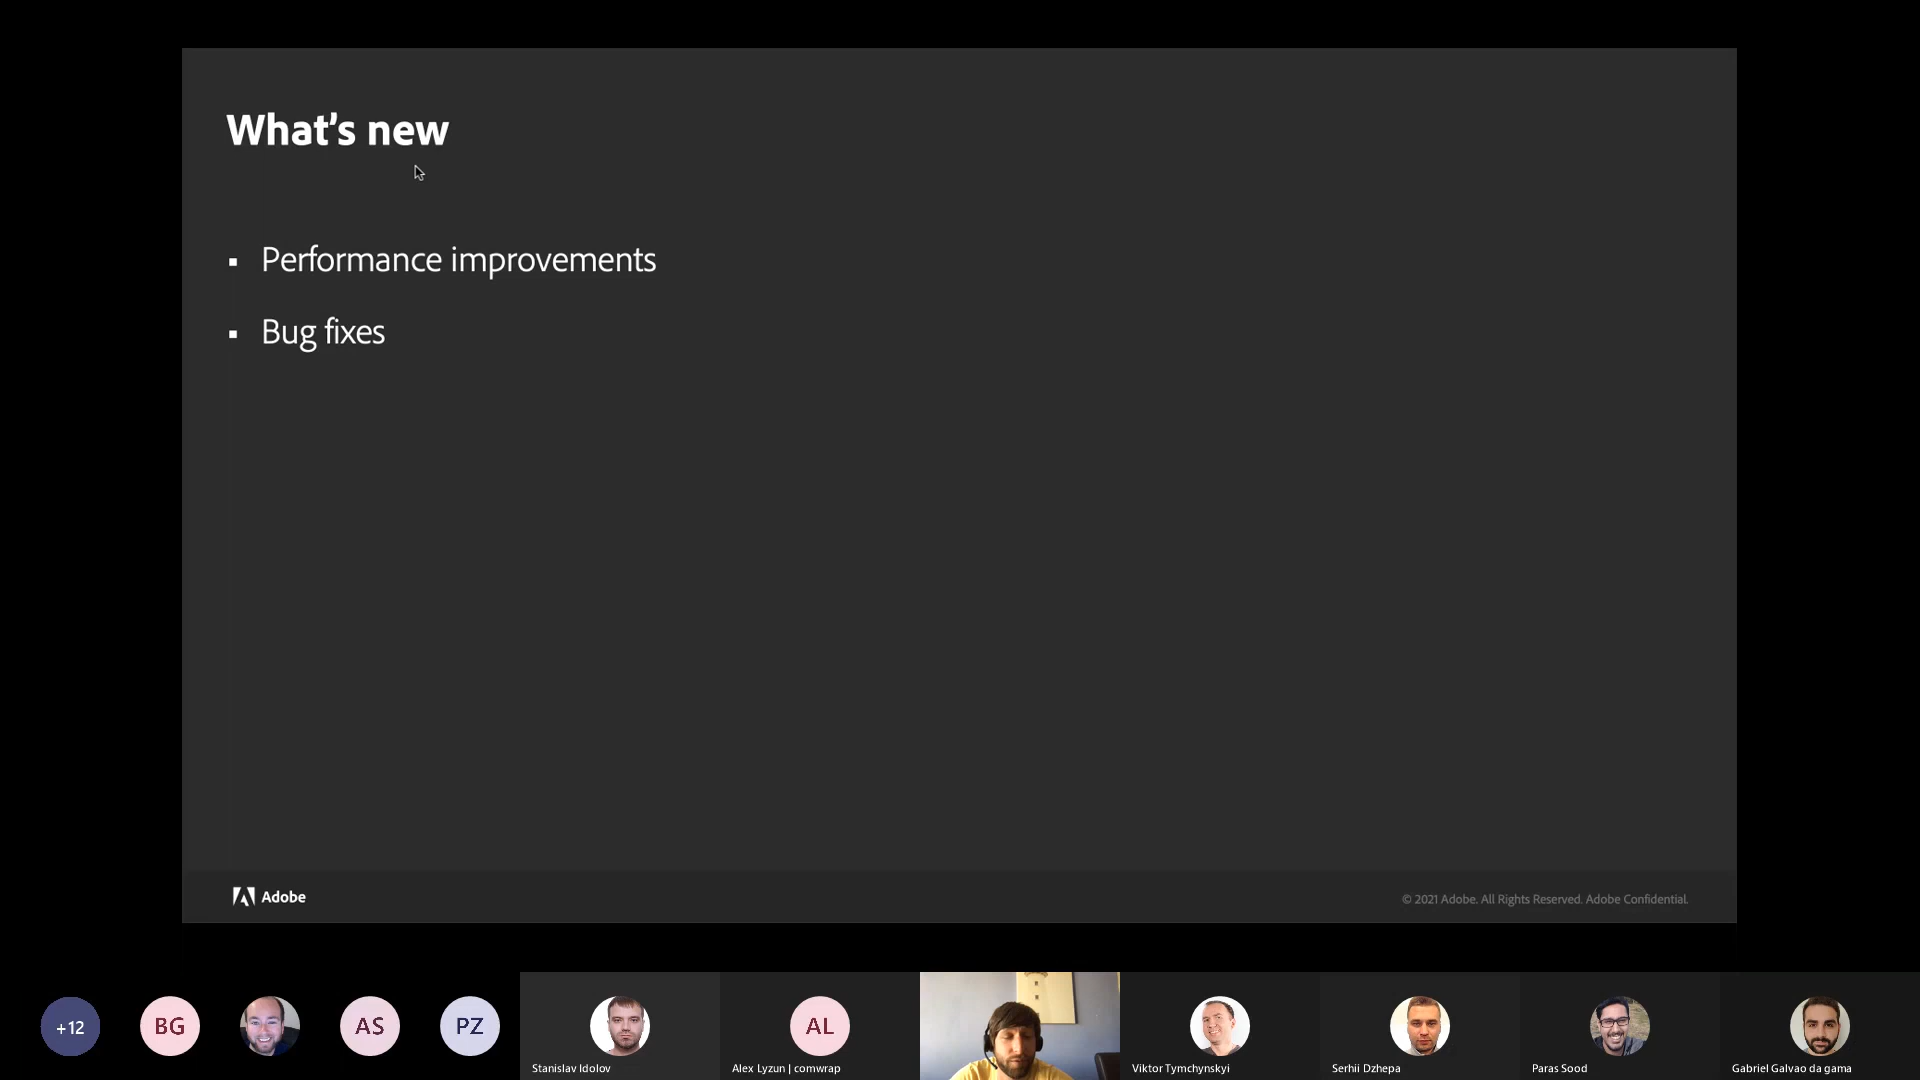 What's new
▪ Performance improvements
▪ Bug fixes
Adobe
© 2021 Adobe. All Rights Reserved. Adobe Confidential.
+12
BG
AS
PZ
AL
Stanislav Idolov
Alex Lyzun | comwrap
Viktor Tymchynskyi
Serhii Dzhepa
Paras Sood
Gabriel Galvao da gama